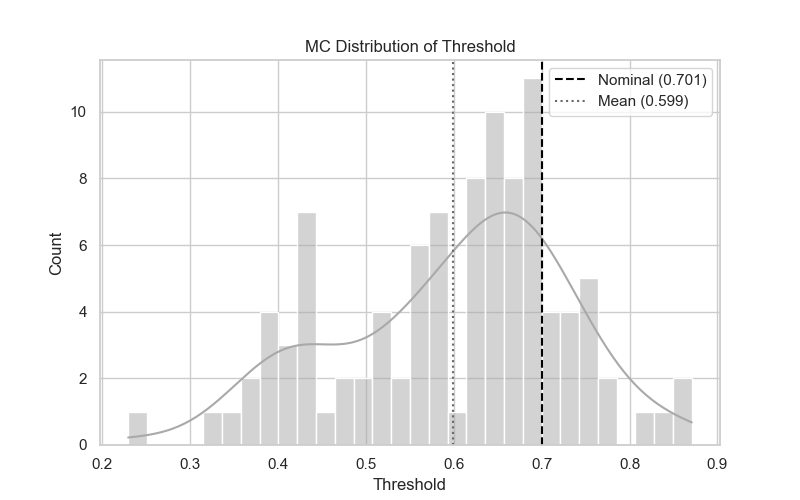 MC Distribution of Threshold
Nominal (0.701)
Mean (0.599)
Count
10
8
6
4
2
0
0.2 0.3 0.4 0.5 0.6 0.7 0.8 0.9
Threshold